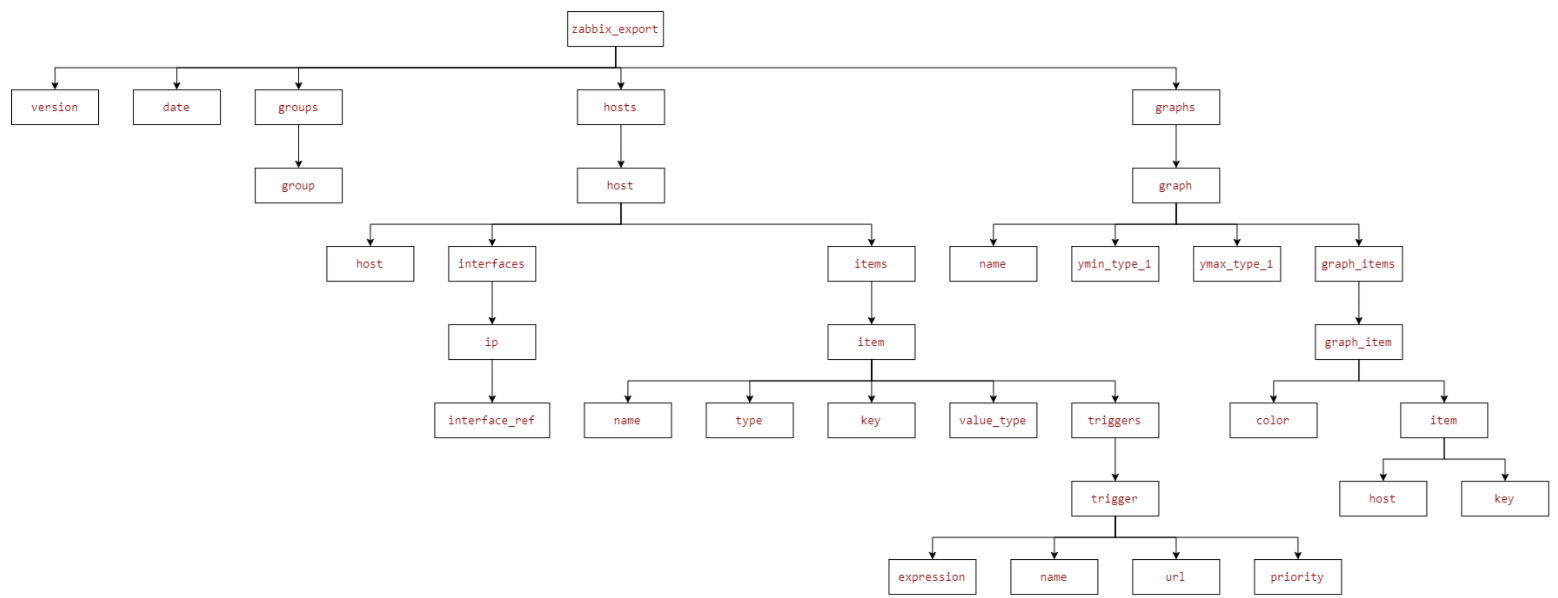 zabbix_export
version
date
groups
hosts
graphs
group
host
graph
host
interfaces
items
name
ymin_type_1
ymax_type_1
graph_items
ip
item
graph_item
interface_ref
name
type
key
value_type
triggers
color
item
trigger
host
key
expression
name
url
priority